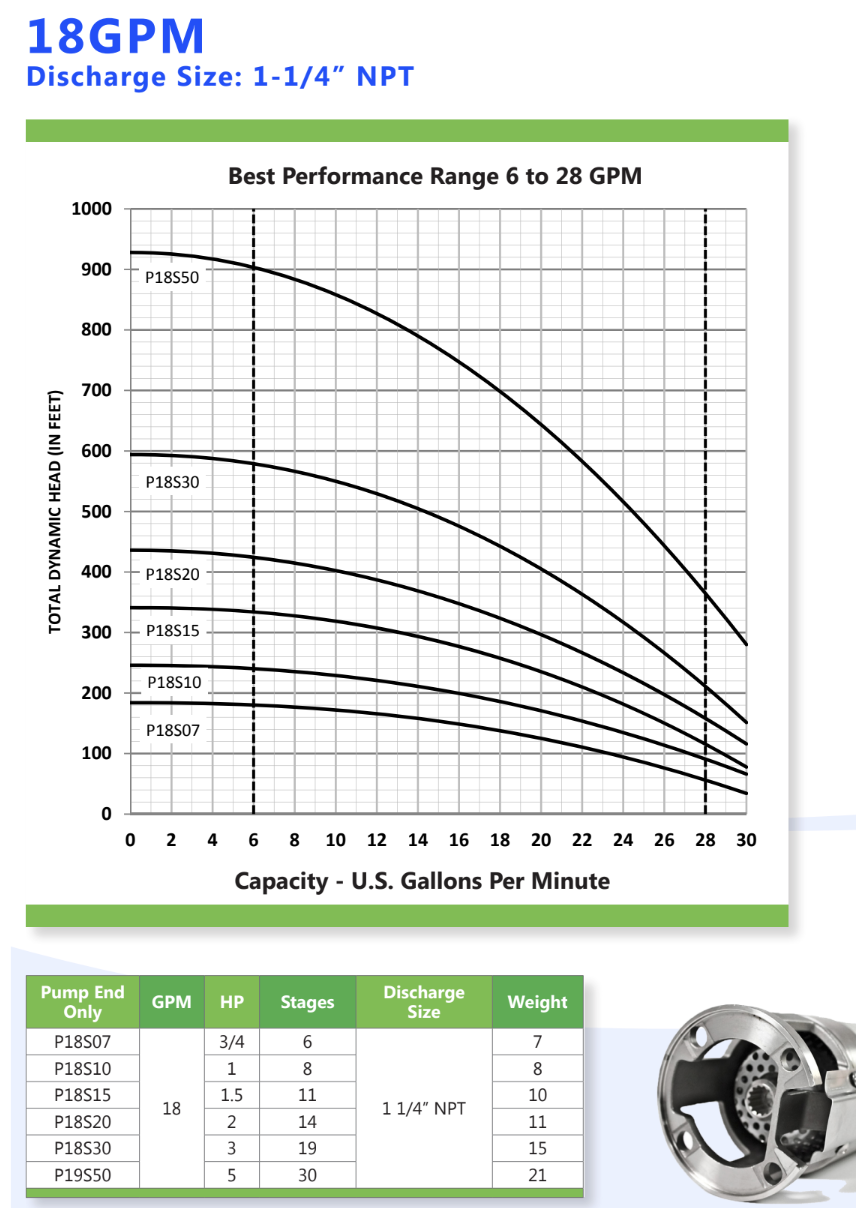 18GPM
Discharge Size: 1-1/4” NPT
Best Performance Range 6 to 28 GPM
1000
900
800
700
600
500
400
300
200
100
0
TOTAL DYNAMIC HEAD (IN FEET)
P18S50
P18S30
P18S20
P18S15
P18S10
P18S07
0 2 4 6 8 10 12 14 16 18 20 22 24 26 28 30
Capacity - U.S. Gallons Per Minute
Pump End Only GPM HP Stages Discharge Size Weight
P18S07 3/4 6 7
P18S10 1 8 8
P18S15 1.5 11 10
18 1 1/4” NPT
P18S20 2 14 11
P18S30 3 19 15
P19S50 5 30 21